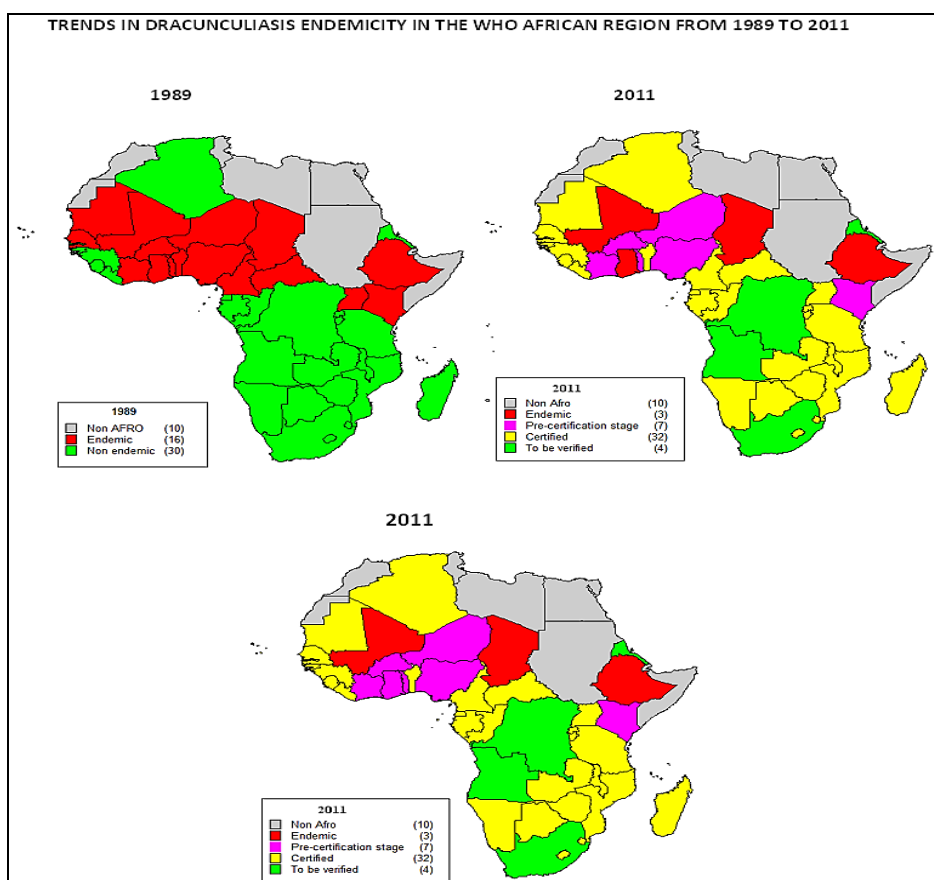 TRENDS IN DRACUNCULIASIS ENDEMICITY IN THE WHO AFRICAN REGION FROM 1989 TO 2011
1989
2011
1989
Non AFRO (10)
Endemic (16)
Non endemic (30)
2011
Non Afro (10)
Endemic (3)
Pre-certification stage (7)
Certified (32)
To be verified (4)
2011
2011
Non Afro (10)
Endemic (3)
Pre-certification stage (7)
Certified (32)
To be verified (4)